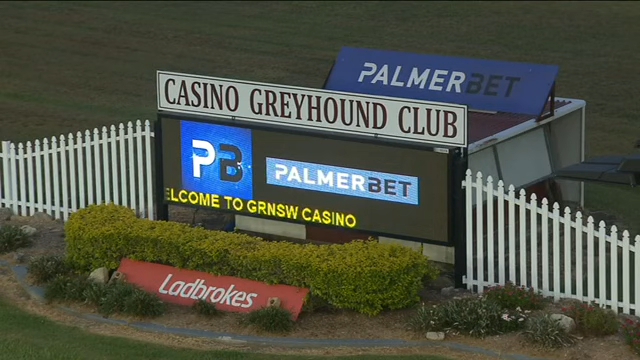 PALMERBET
CASINO GREYHOUND CLUB
PB PALMERBET
ELCOME TO GRNSW CASINO
Ladbrokes